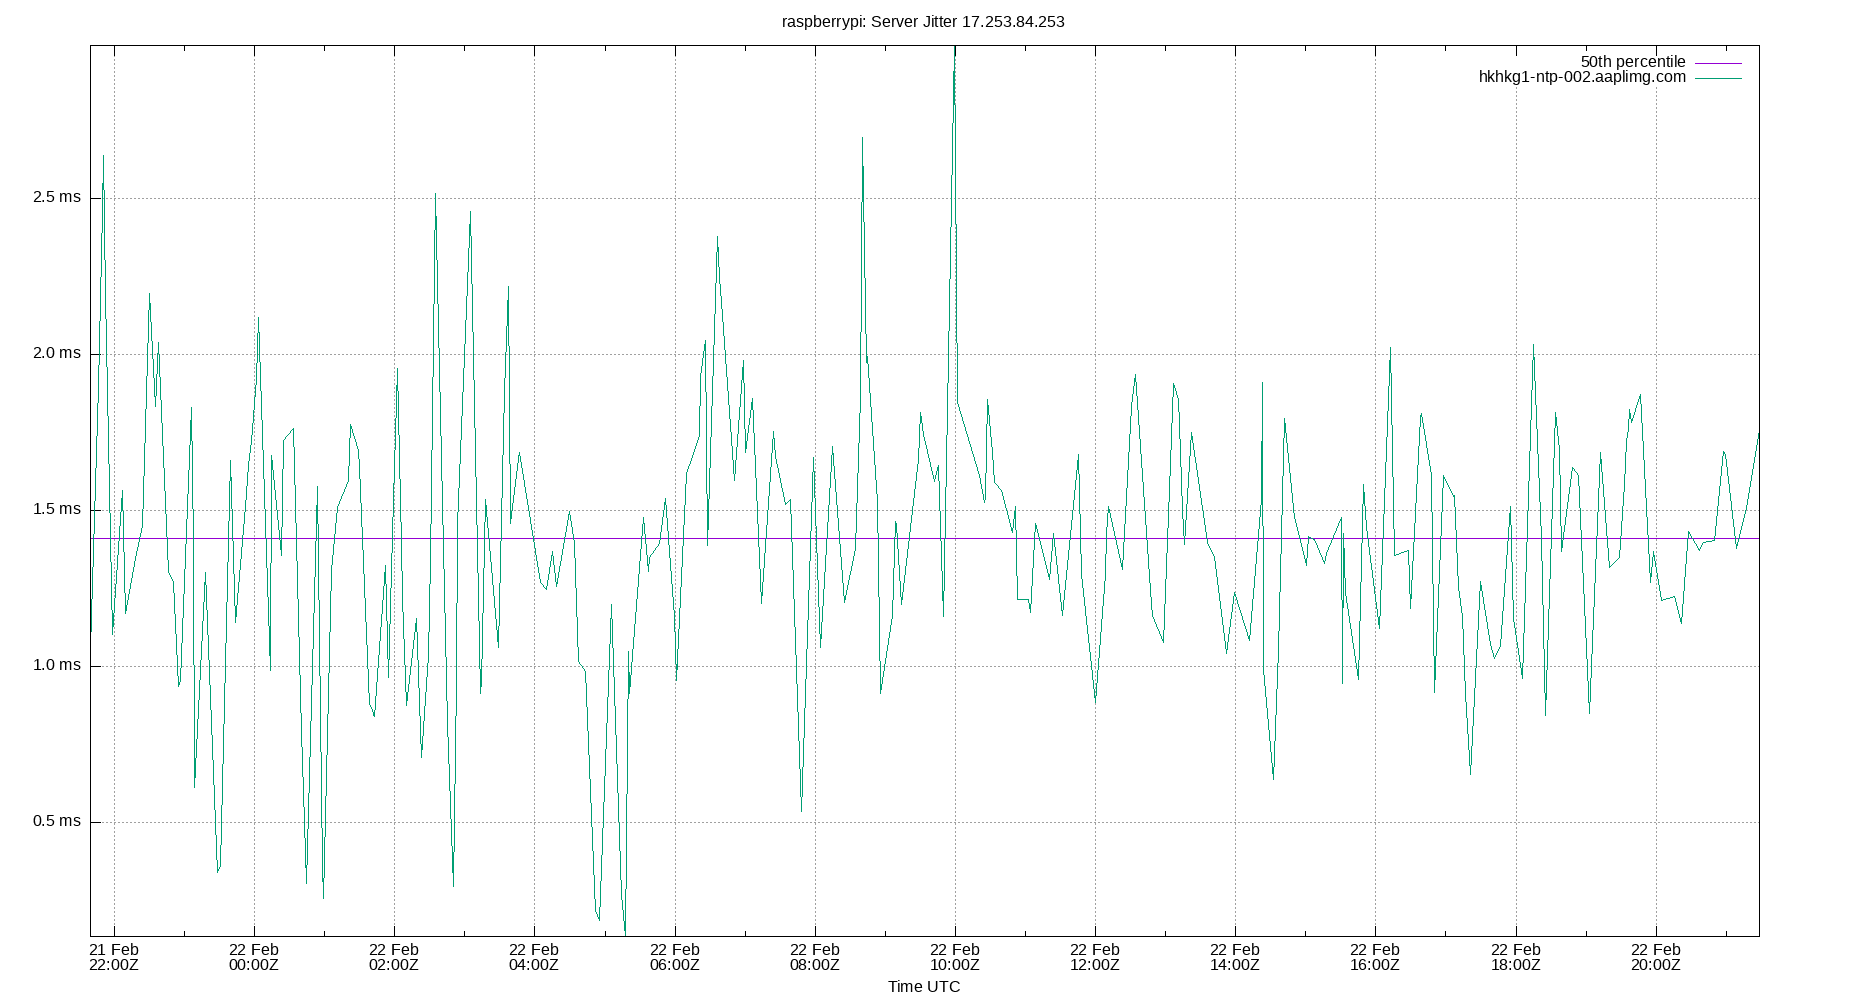 raspberrypi: Server Jitter 17.253.84.253
50th percentile
hkhkg1-ntp-002.aaplimg.com
2.5 ms
2.0 ms
1.5 ms
1.0 ms
0.5 ms
21 Feb 22 Feb 22 Feb 22 Feb 22 Feb 22 Feb 22 Feb 22 Feb 22 Feb 22 Feb 22 Feb 22 Feb
22:00Z 00:00Z 02:00Z 04:00Z 06:00Z 08:00Z 10:00Z 12:00Z 14:00Z 16:00Z 18:00Z 20:00Z
Time UTC